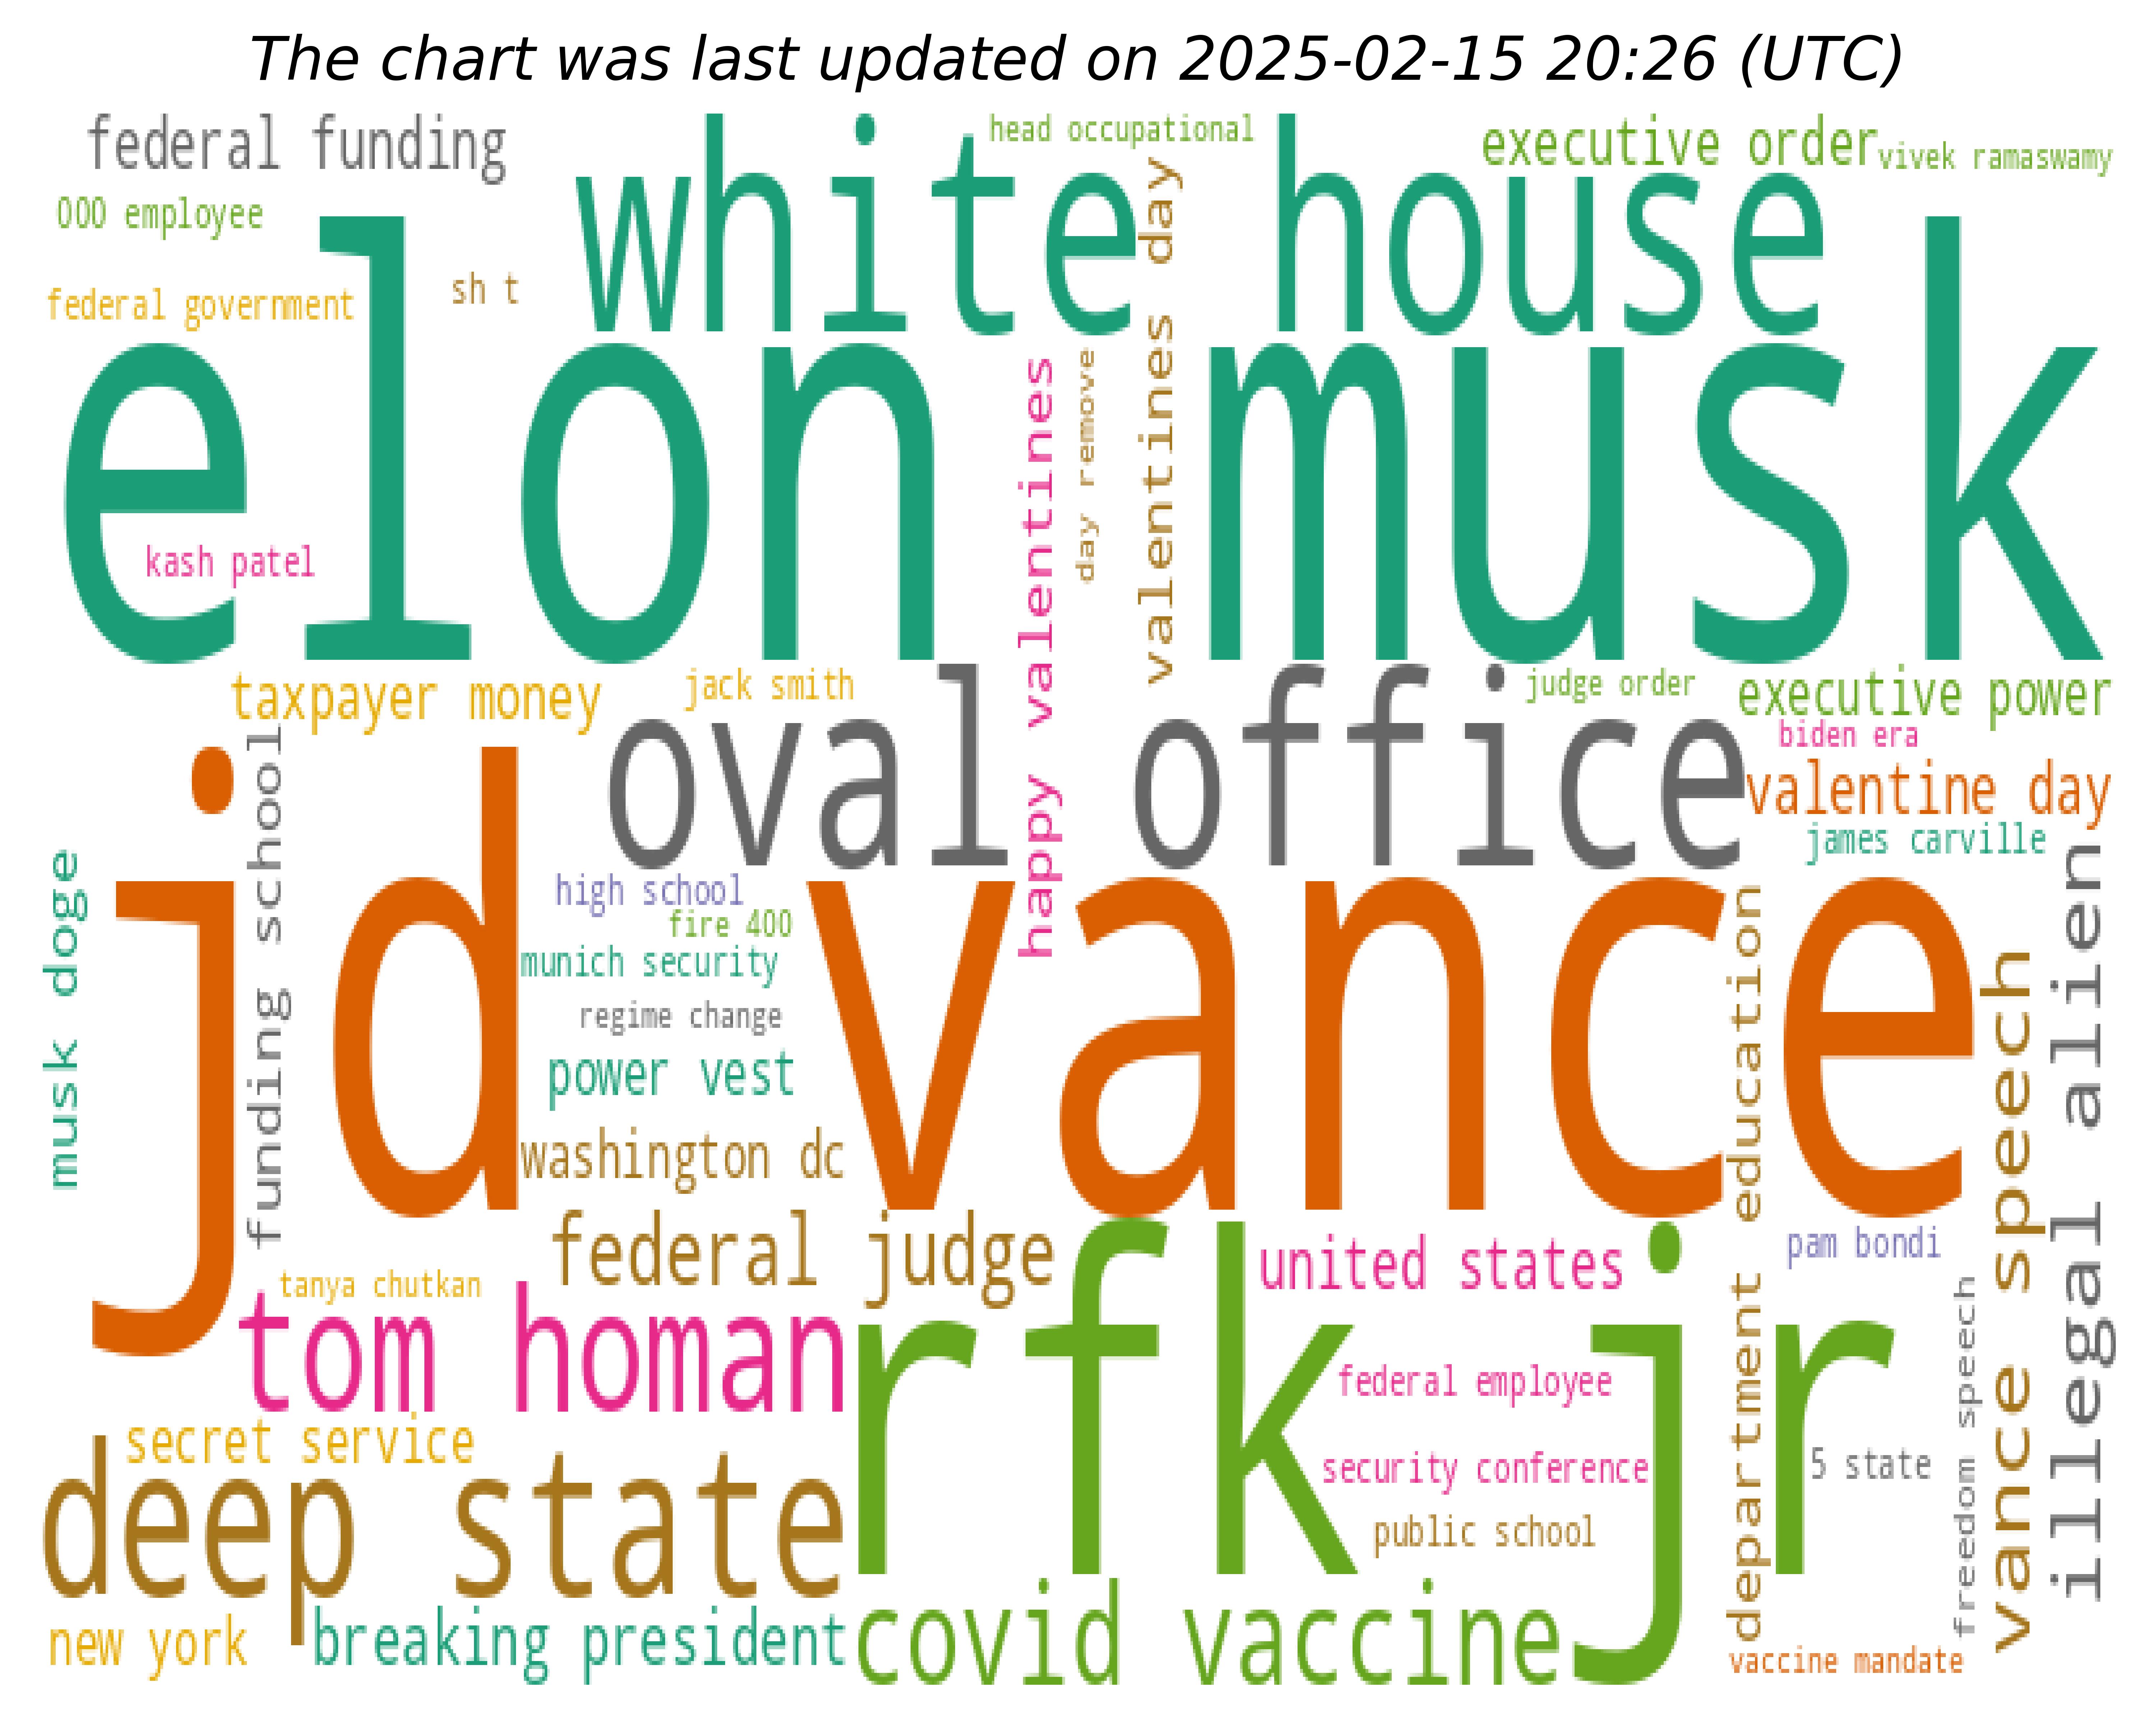 The chart was last updated on 2025-02-15 20:26 (UTC)
federal funding
white house
head occupational
executive order
vivek ramaswamy
000 employee
federal government
sh t
valentines day
elon musk
day remove
happy valentines
kash patel
taxpayer money
jack smith
judge order
executive power
oval office
biden era
valentine day
james carville
funding school
musk doge
jd vance
high school
fire 400
munich security
regime change
power vest
washington dc
department education
vance speech
illegal alien
federal judge
united states
pam bondi
tanya chutkan
tom homan
rfk jr
federal employee
freedom speech
secret service
security conference
5 state
deep state
public school
new york
breaking president
covid vaccine
vaccine mandate